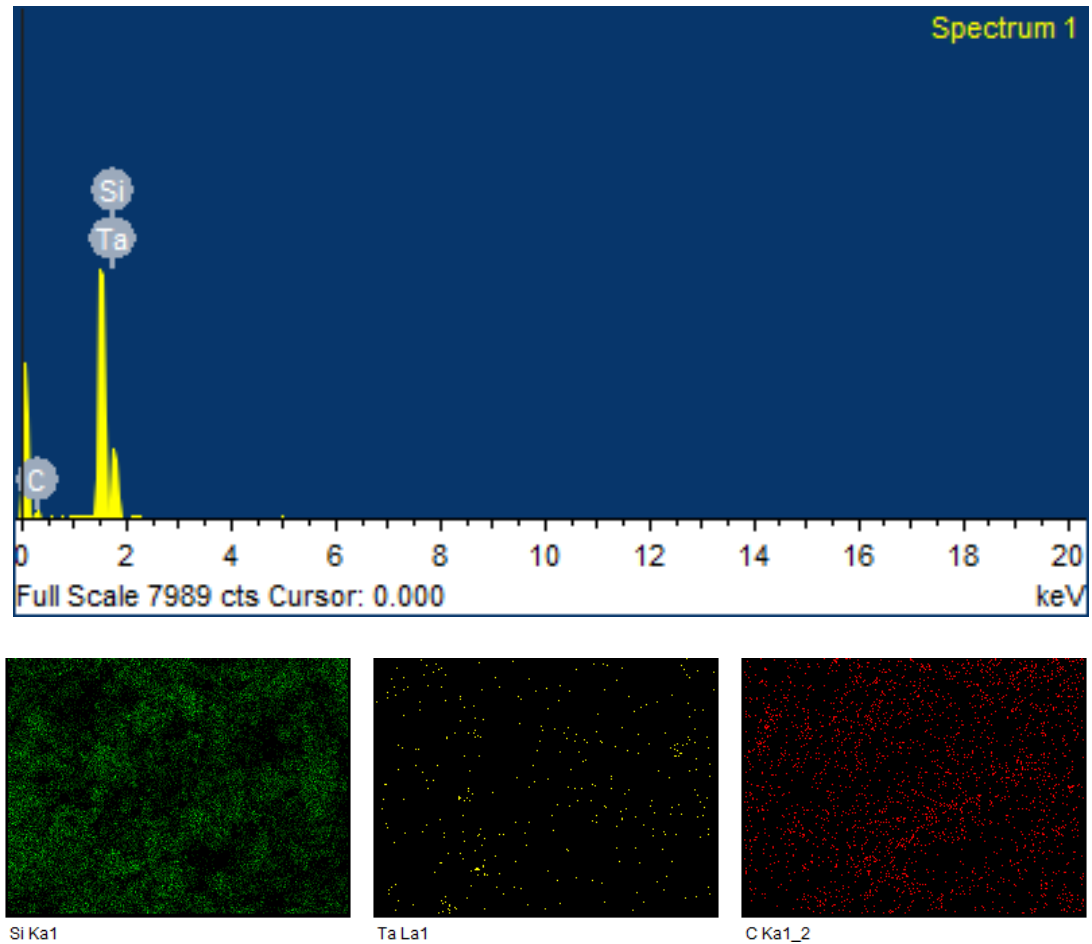 Spectrum 1
Si
Ta
C
0 2 4 6 8 10 12 14 16 18 20
Full Scale 7989 cts Cursor: 0.000 keV
Si Ka1 Ta La1 C Ka1_2